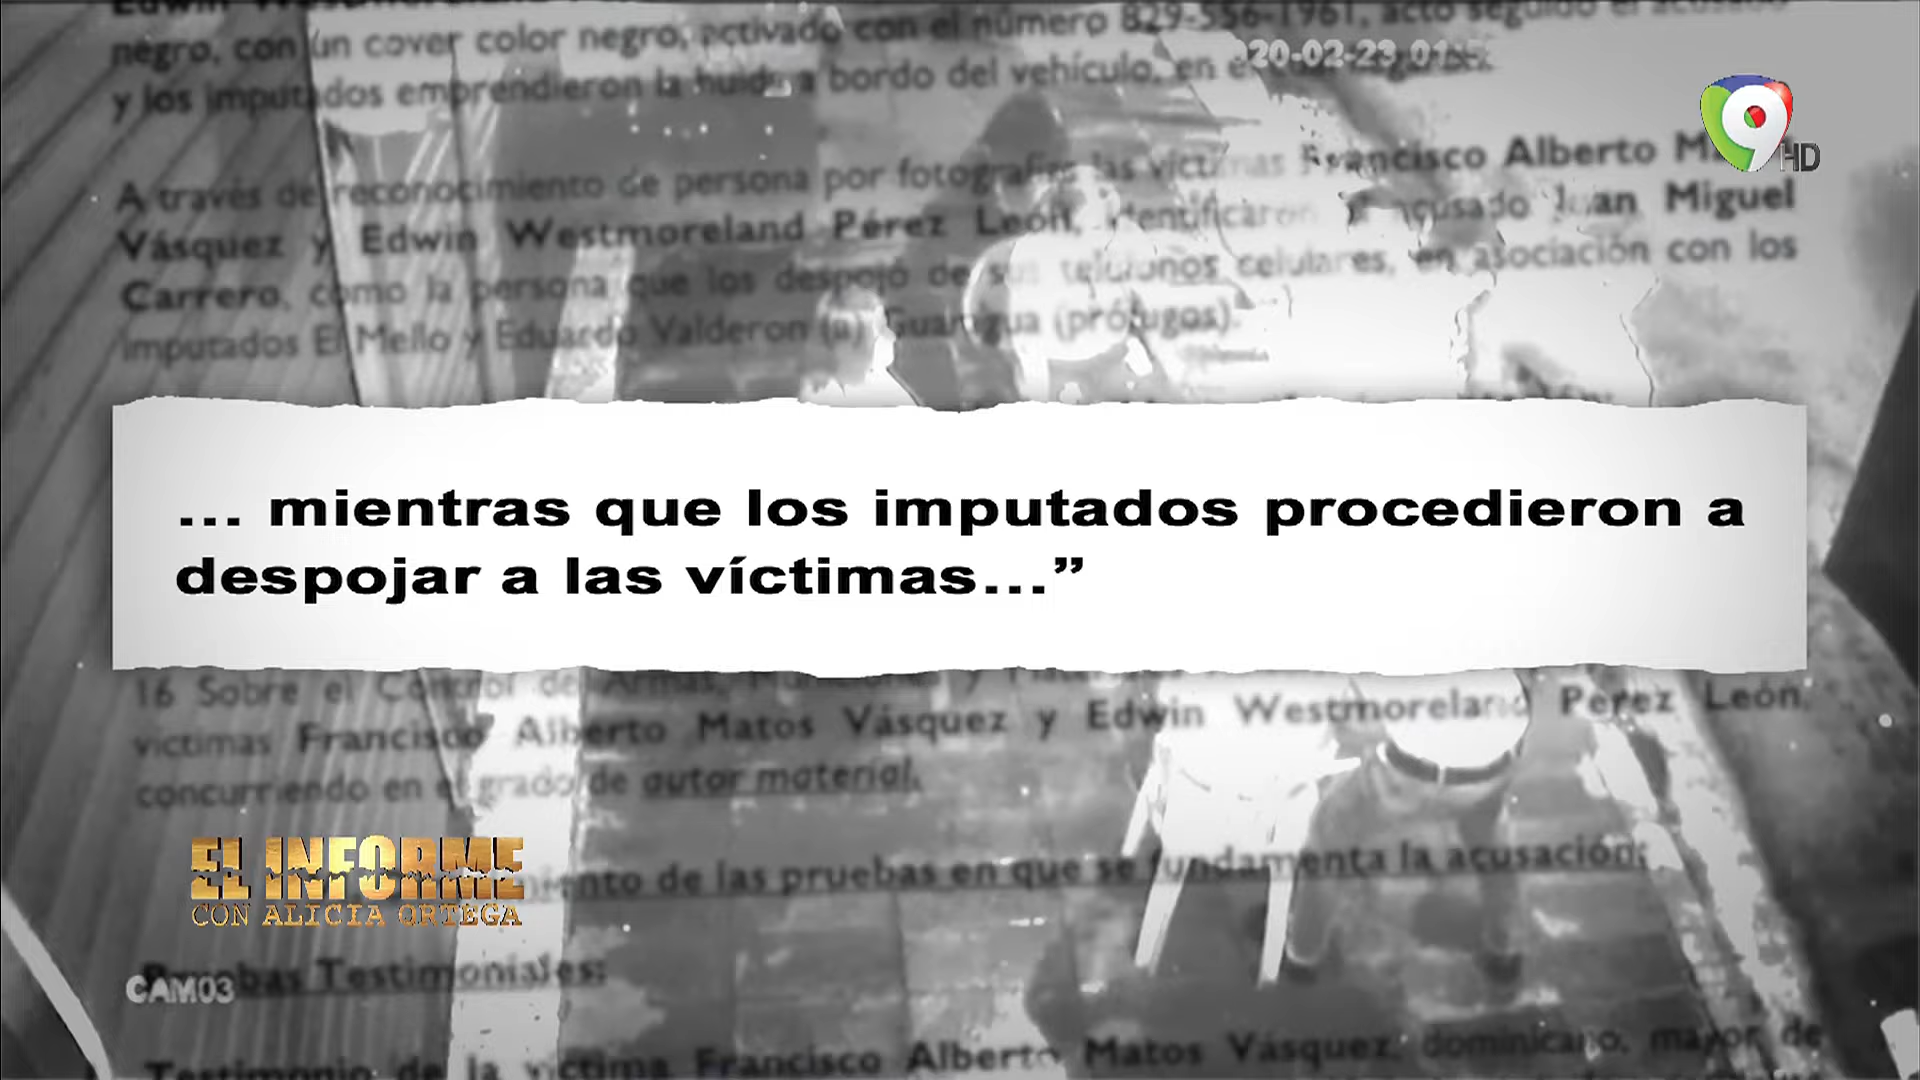 Edwin
negro, con un cover color negro, activado con el número 829-556-1961, acto seguido el acusado
y los imputados emprendieron la huida a bordo del vehículo, en
020-02-23 01:52
HD
A través de reconocimiento de persona por fotografías las víctimas Francisco Alberto
Vásquez y Edwin Westmoreland Pérez León, identificaron al acusado Juan Miguel
Carrero, como la persona que los despojó de sus teléfonos celulares, en asociación con los
imputados El Mello y Eduardo Valderon (a) Guarigua (prófugos).
... mientras que los imputados procedieron a
despojar a las víctimas...”
16 Sobre el Control de Armas, Municiones y
víctimas Francisco Alberto Matos Vásquez y Edwin Westmoreland Perez León,
concurriendo en el grado de autor material.
EL INFORME
CON ALICIA ORTEGA
de las pruebas en que se fundamenta la acusación:
Pruebas Testimoniales:
CAM03
Testimonio de la víctima Francisco Alberto Matos Vásquez, dominicano, mayor de